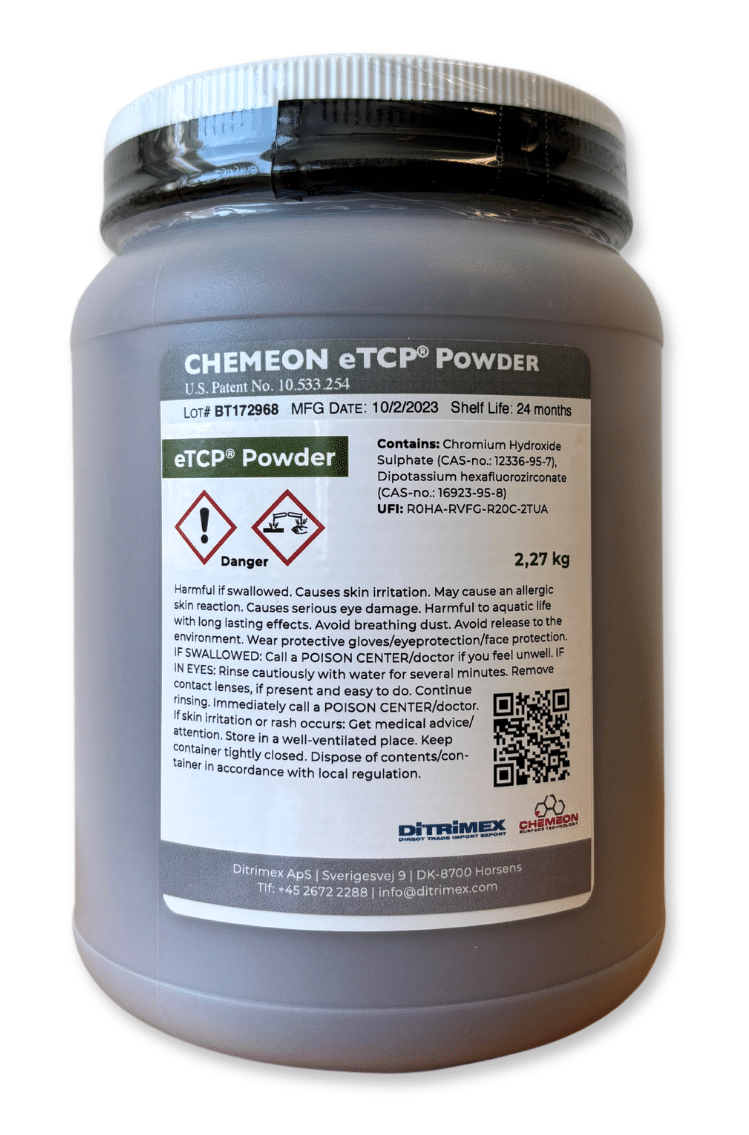 CHEMEON eTCP® POWDER
U.S. Patent No. 10.533.254
LOT# BT172968 MFG DATE: 10/2/2023 Shelf Life: 24 months
eTCP® Powder
Contains: Chromium Hydroxide
Sulphate (CAS-no.: 12336-95-7),
Dipotassium hexafluorozirconate
(CAS-no.: 16923-95-8)
UFI: R0HA-RVFG-R20C-2TUA
Danger
2,27 kg
Harmful if swallowed. Causes skin irritation. May cause an allergic
skin reaction. Causes serious eye damage. Harmful to aquatic life
with long lasting effects. Avoid breathing dust. Avoid release to the
environment. Wear protective gloves/eyeprotection/face protection.
IF SWALLOWED: Call a POISON CENTER/doctor if you feel unwell. IF
IN EYES: Rinse cautiously with water for several minutes. Remove
contact lenses, if present and easy to do. Continue
rinsing. Immediately call a POISON CENTER/doctor.
If skin irritation or rash occurs: Get medical advice/
attention. Store in a well-ventilated place. Keep
container tightly closed. Dispose of contents/con-
tainer in accordance with local regulation.
DiTRiMEX
DIRECT TRADE IMPORT EXPORT
CHEMEON
SURFACE TECHNOLOGY
Ditrimex ApS | Sverigesvej 9 | DK-8700 Horsens
Tlf: +45 2672 2288 | info@ditrimex.com